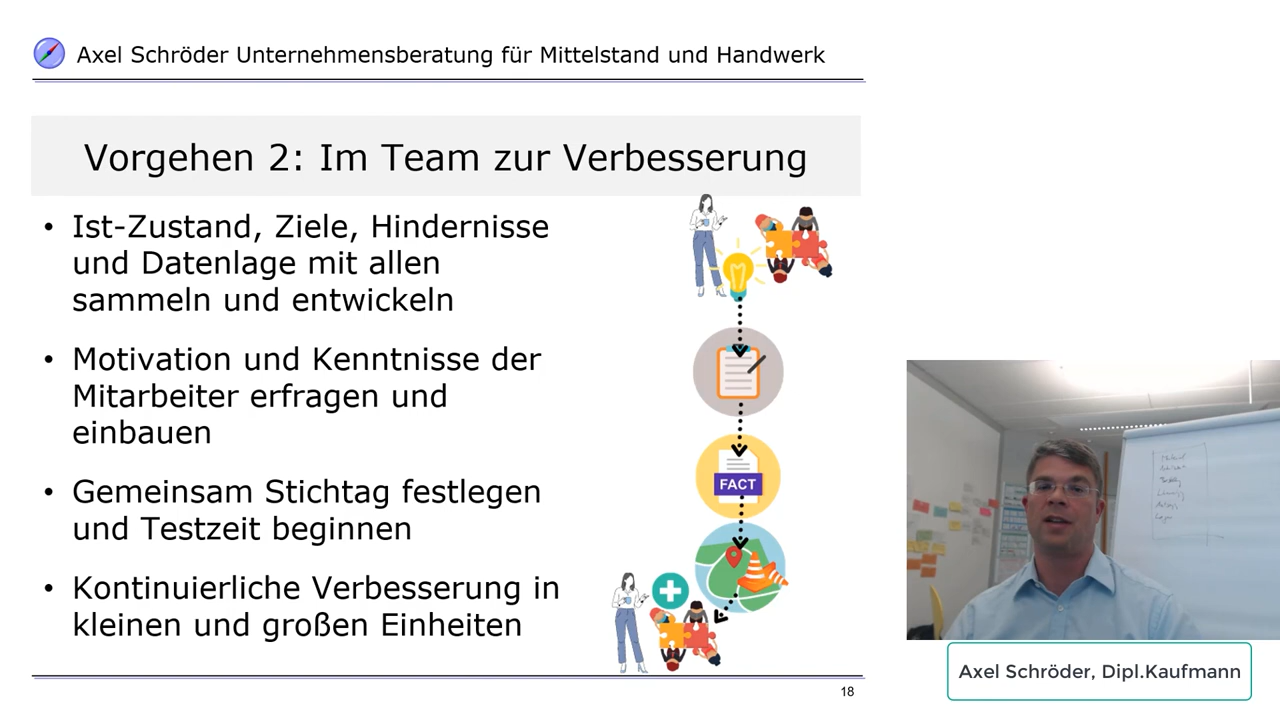 Axel Schröder Unternehmensberatung für Mittelstand und Handwerk
Vorgehen 2: Im Team zur Verbesserung
• Ist-Zustand, Ziele, Hindernisse
und Datenlage mit allen
sammeln und entwickeln
• Motivation und Kenntnisse der
Mitarbeiter erfragen und
einbauen
• Gemeinsam Stichtag festlegen
und Testzeit beginnen
• Kontinuierliche Verbesserung in
kleinen und großen Einheiten
FACT
18
Axel Schröder, Dipl.Kaufmann